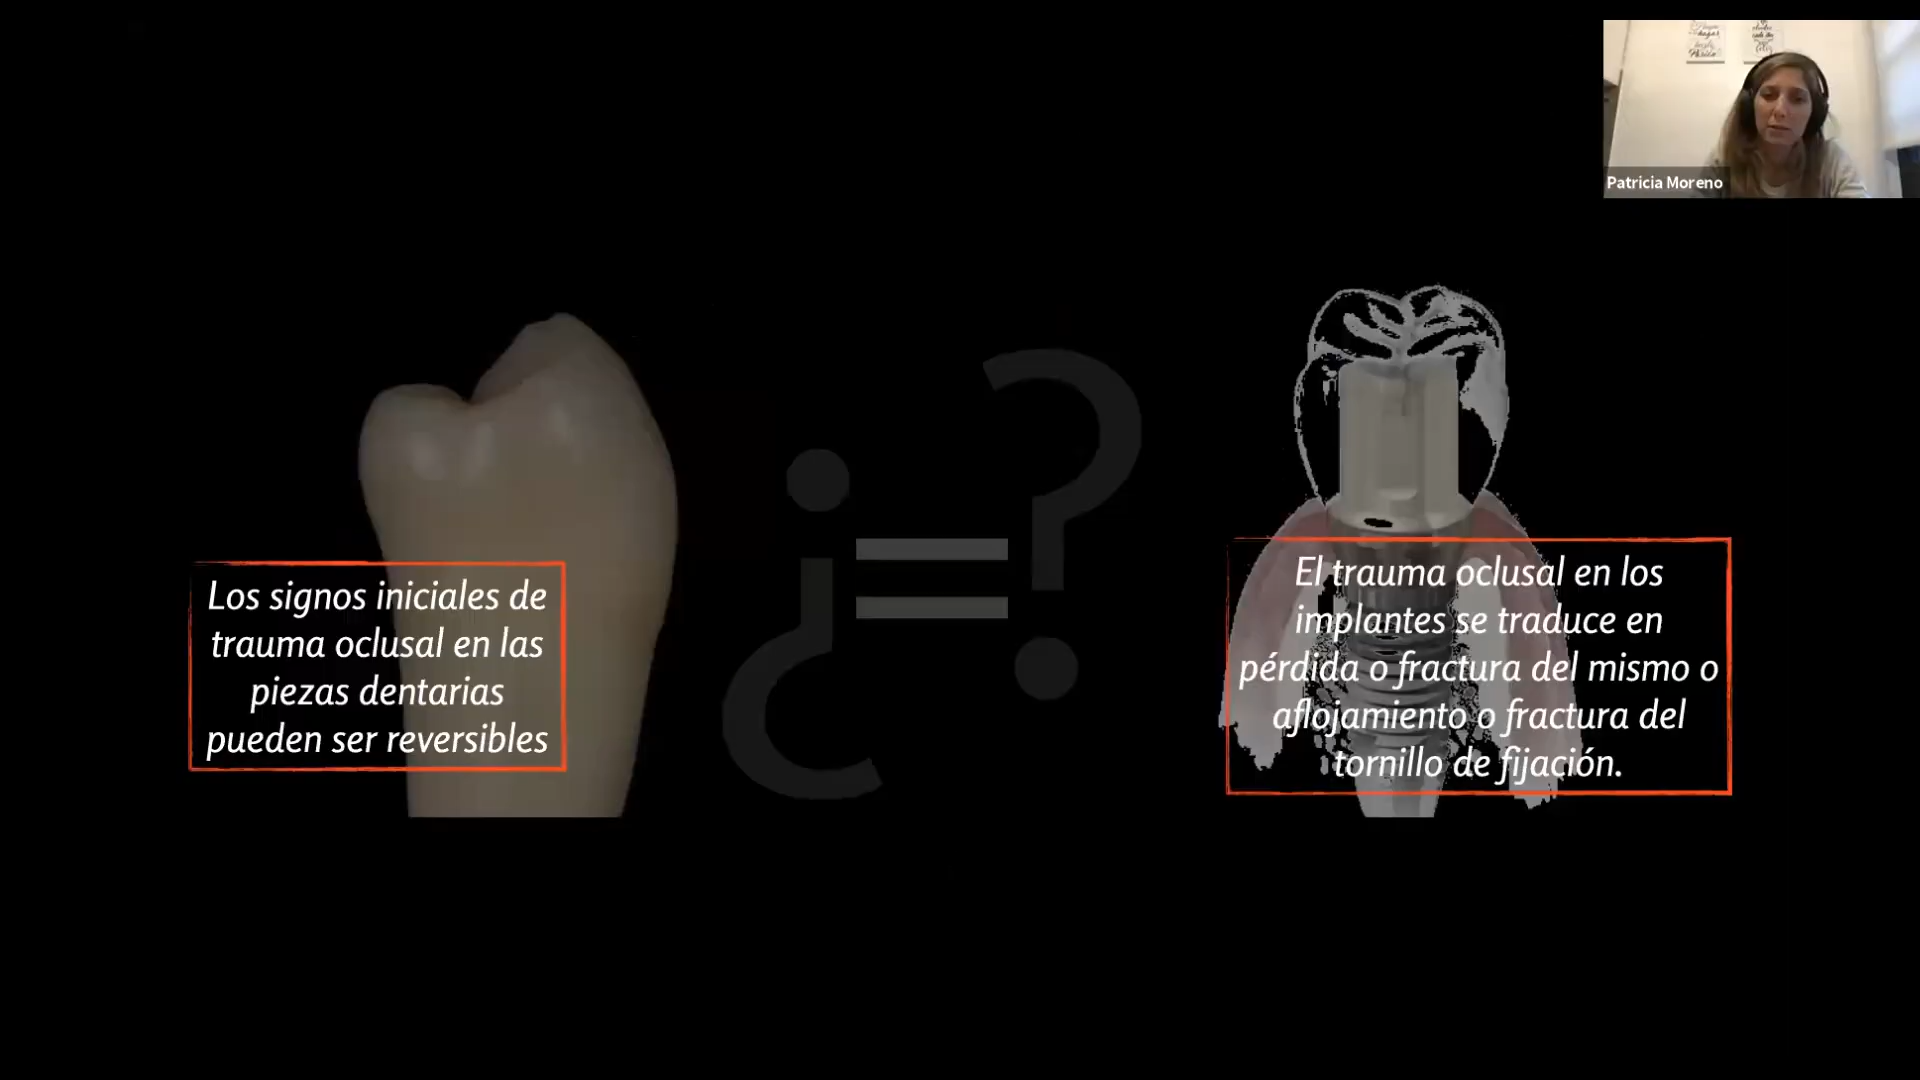 Patricia Moreno
¿=?
Los signos iniciales de
trauma oclusal en las
piezas dentarias
pueden ser reversibles
El trauma oclusal en los
implantes se traduce en
pérdida o fractura del mismo o
aflojamiento o fractura del
tornillo de fijación.